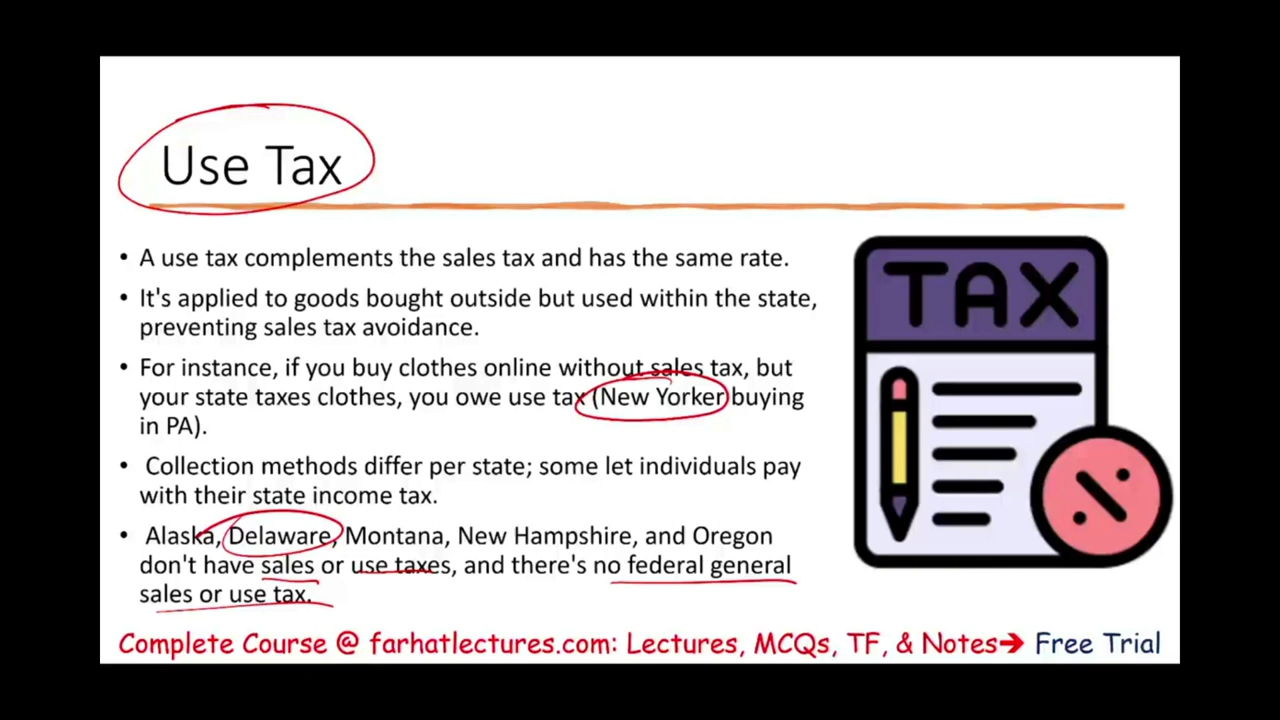 Use Tax
• A use tax complements the sales tax and has the same rate.
• It's applied to goods bought outside but used within the state,
preventing sales tax avoidance.
• For instance, if you buy clothes online without sales tax, but
your state taxes clothes, you owe use tax (New Yorker buying
in PA).
• Collection methods differ per state; some let individuals pay
with their state income tax.
• Alaska, Delaware, Montana, New Hampshire, and Oregon
don't have sales or use taxes, and there's no federal general
sales or use tax.
TAX
Complete Course @ farhatlectures.com: Lectures, MCQs, TF, & Notes➔ Free Trial